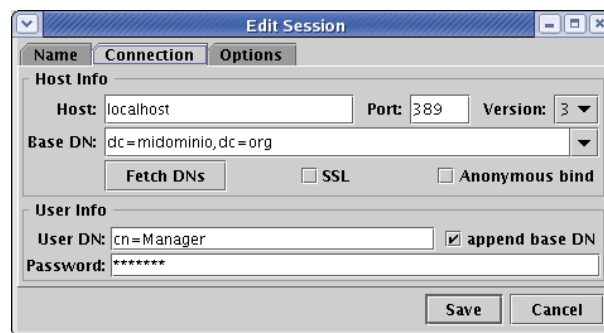 Edit Session
Name Connection Options
Host Info
Host: localhost Port: 389 Version: 3
Base DN: dc=midominio,dc=org
Fetch DNs SSL Anonymous bind
User Info
User DN: cn=Manager append base DN
Password: *******
Save Cancel